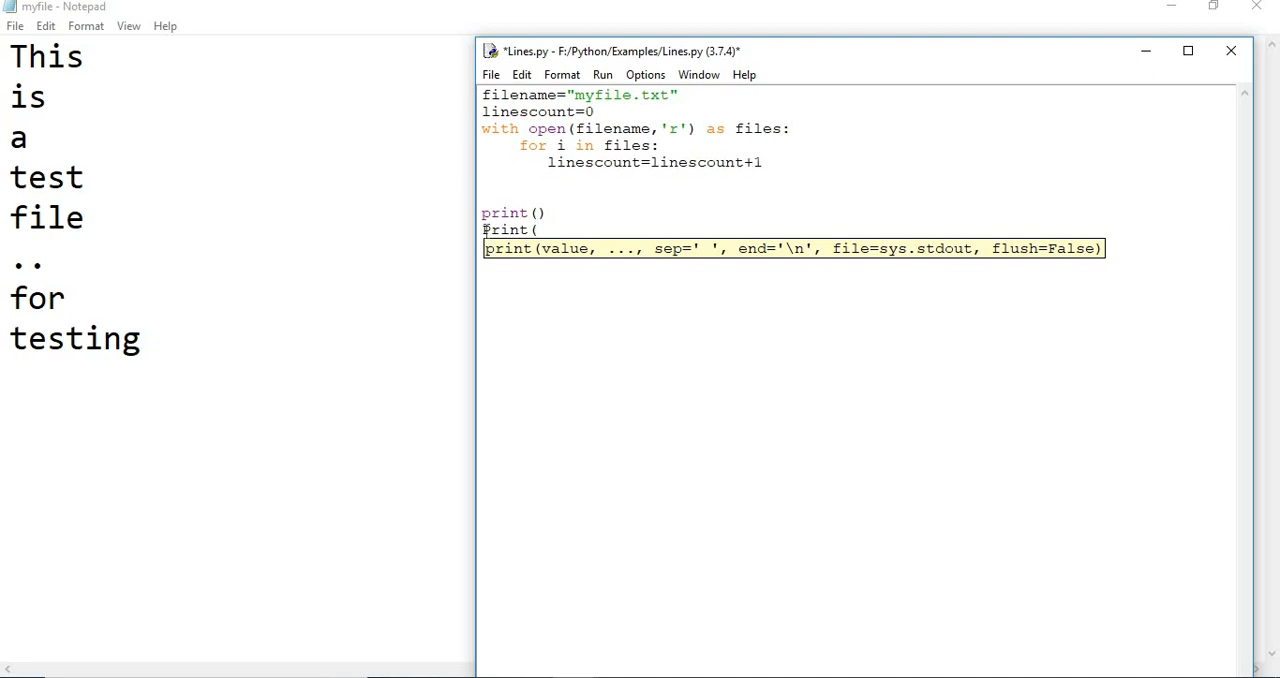 myfile - Notepad
File Edit Format View Help
This
is
a
test
file
..
for
testing
*Lines.py - F:/Python/Examples/Lines.py (3.7.4)*
File Edit Format Run Options Window Help
filename="myfile.txt"
linescount=0
with open(filename,'r') as files:
for i in files:
linescount=linescount+1
print()
print(
print(value, ..., sep=' ', end='\n', file=sys.stdout, flush=False)